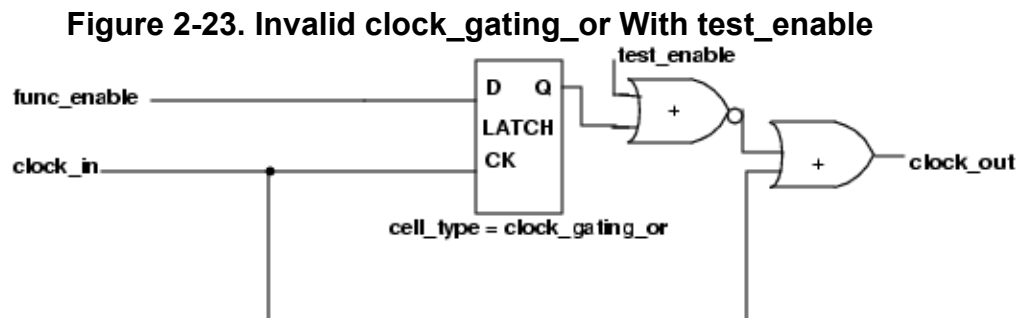 Figure 2-23. Invalid clock_gating_or With test_enable
test_enable
func_enable
D Q
+
LATCH
clock_in
CK
+
clock_out
cell_type = clock_gating_or